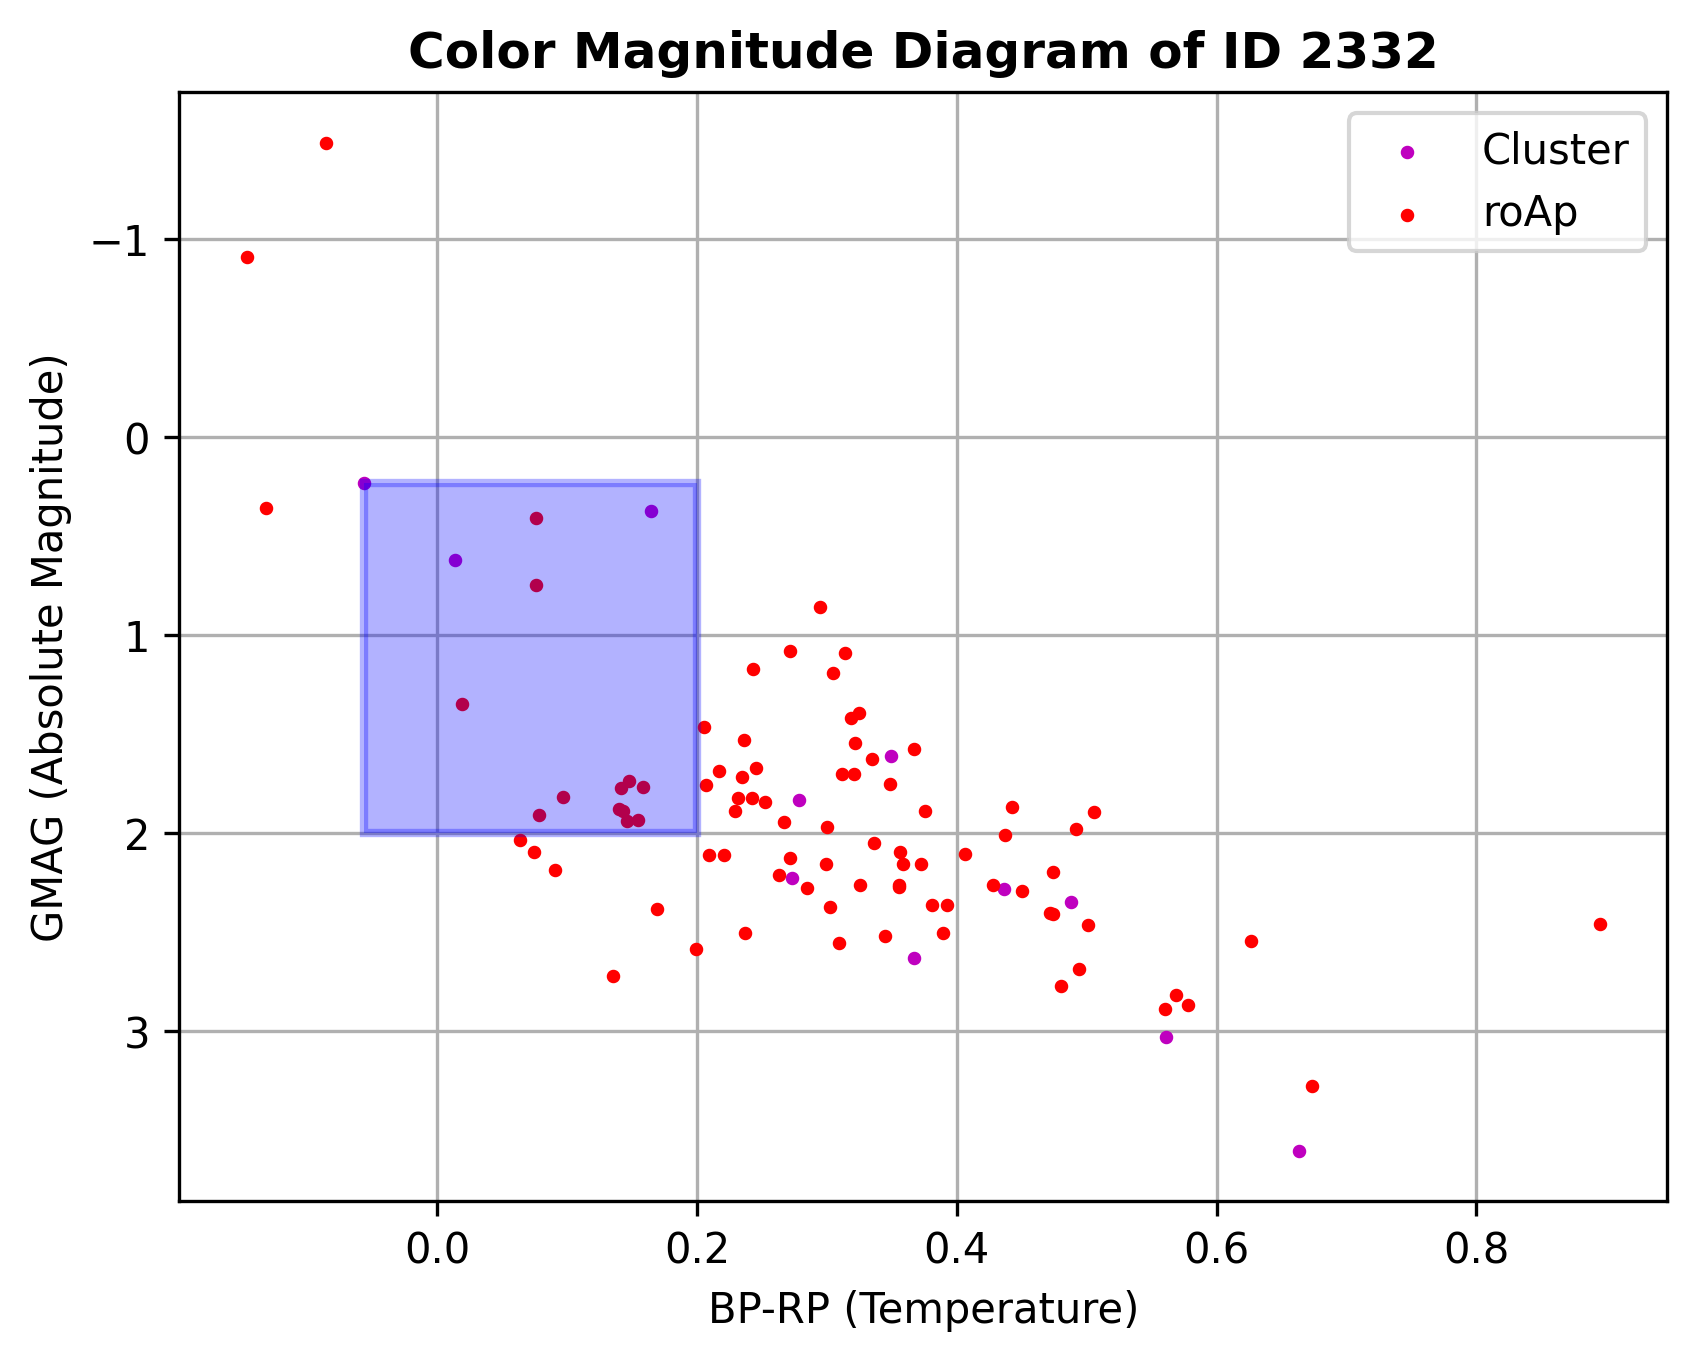 Color Magnitude Diagram of ID 2332
Cluster
roAp
−1
0
1
2
3
GMAG (Absolute Magnitude)
0.0 0.2 0.4 0.6 0.8
BP-RP (Temperature)